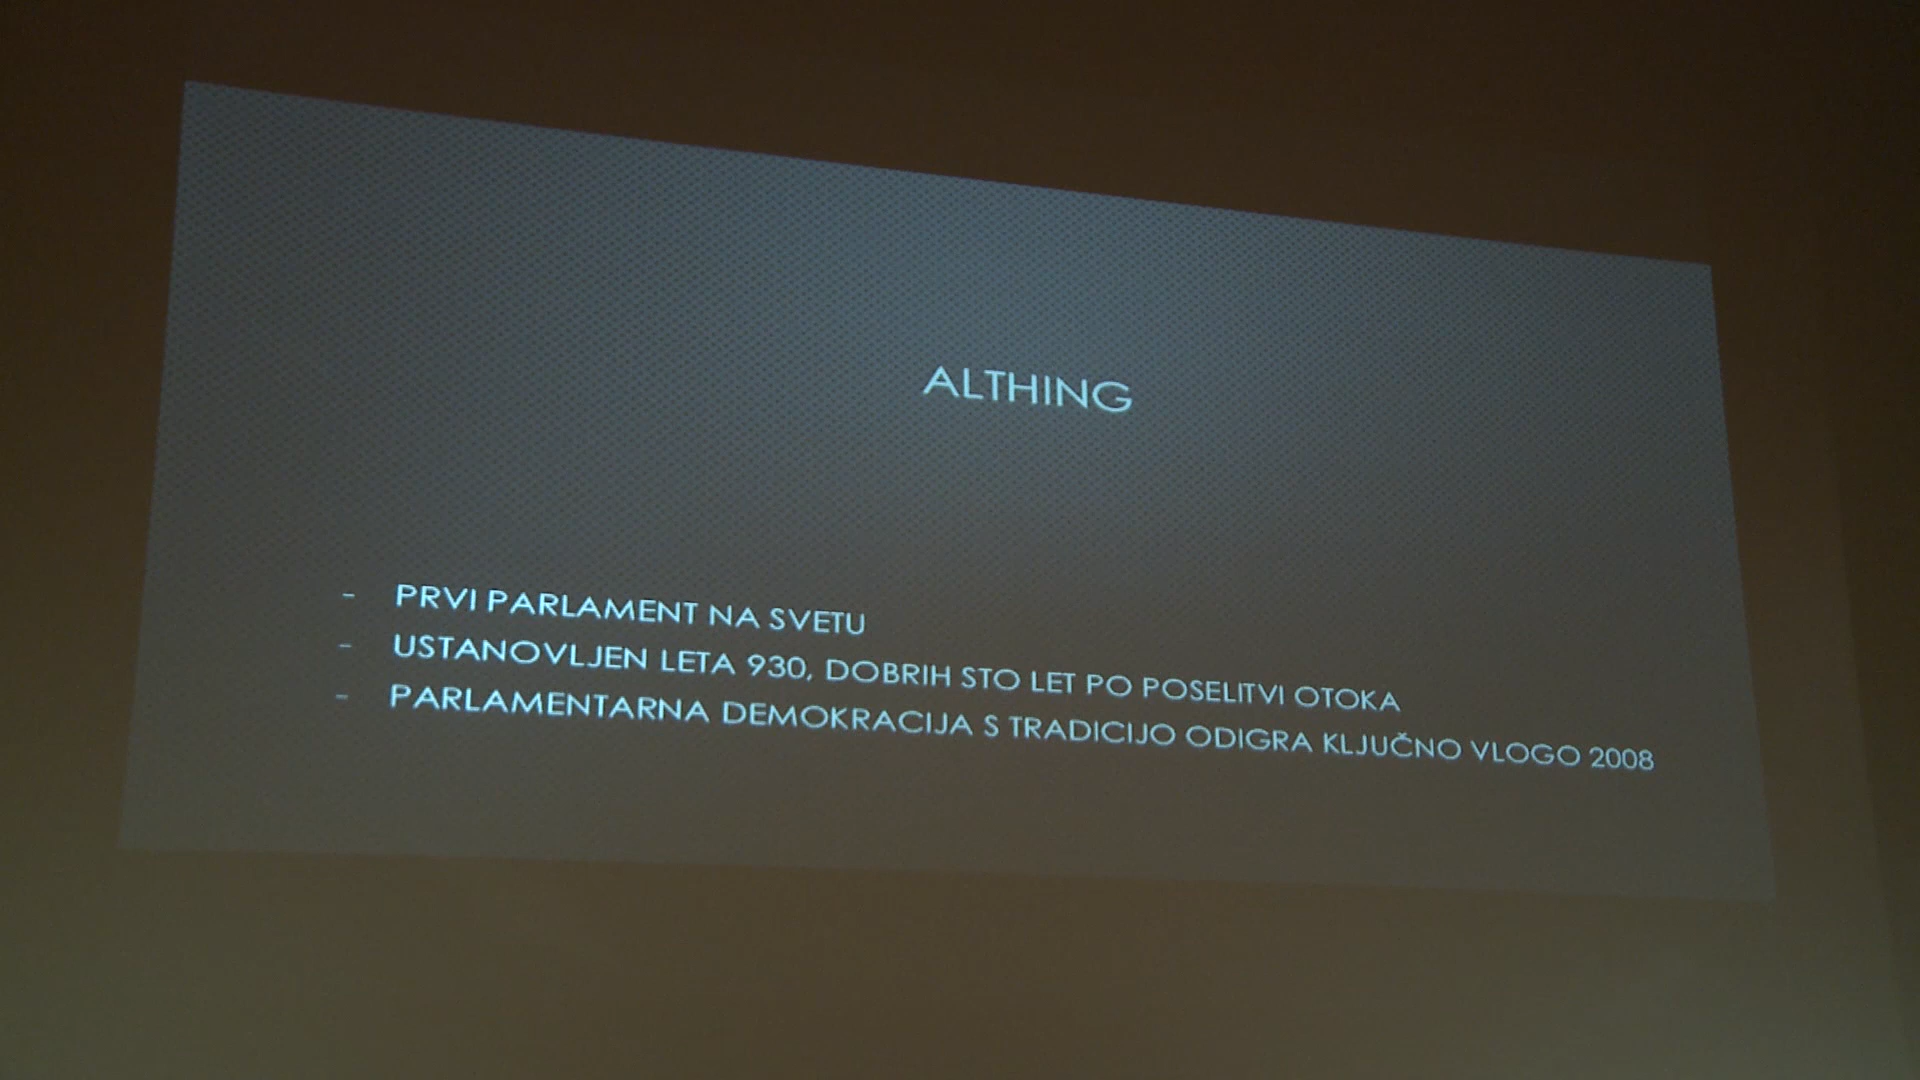 ALTHING
- PRVI PARLAMENT NA SVETU
- USTANOVLJEN LETA 930, DOBRIH STO LET PO POSELITVI OTOKA
- PARLAMENTARNA DEMOKRACIJA S TRADICIJO ODIGRA KLJUČNO VLOGO 2008